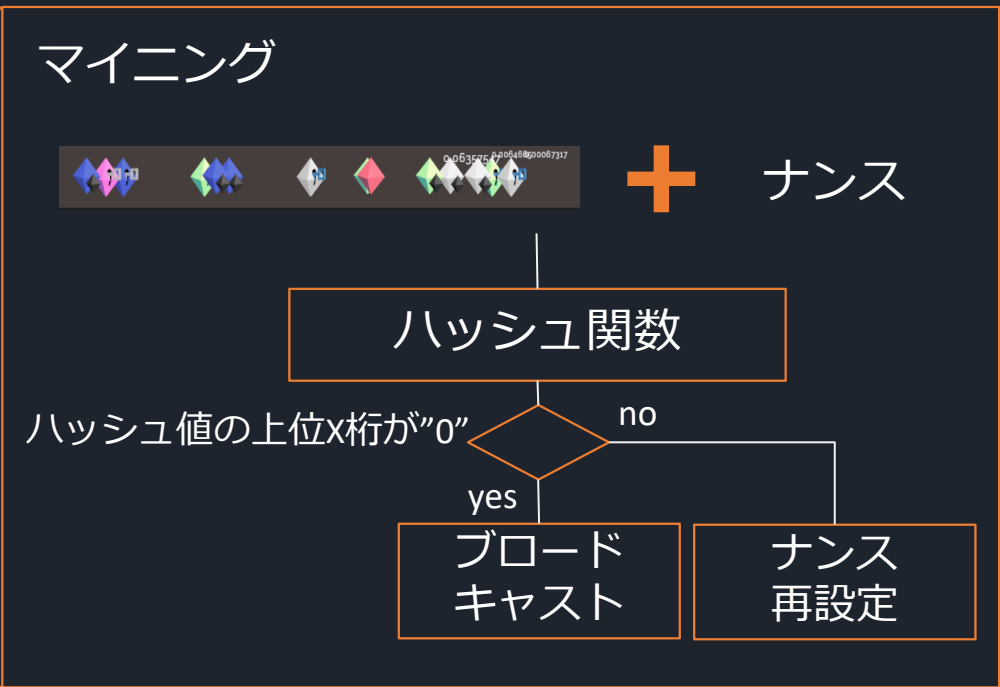 マイニング
ナンス
ハッシュ関数
ハッシュ値の上位X桁が”0”
no
yes
ブロード
キャスト
ナンス
再設定